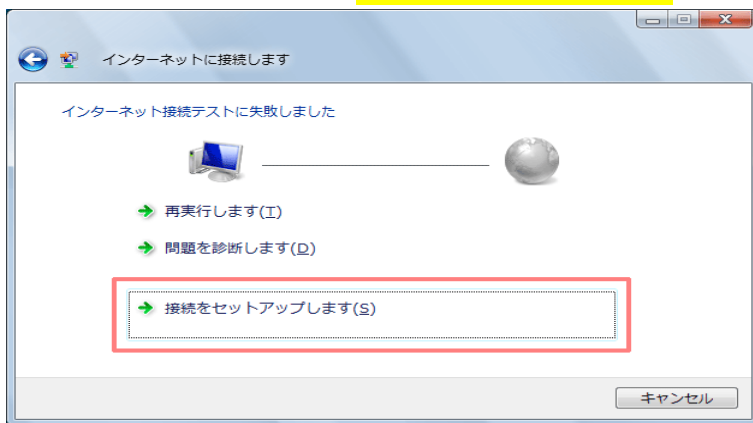 インターネットに接続します
インターネット接続テストに失敗しました
再実行します(T)
問題を診断します(D)
接続をセットアップします(S)
キャンセル